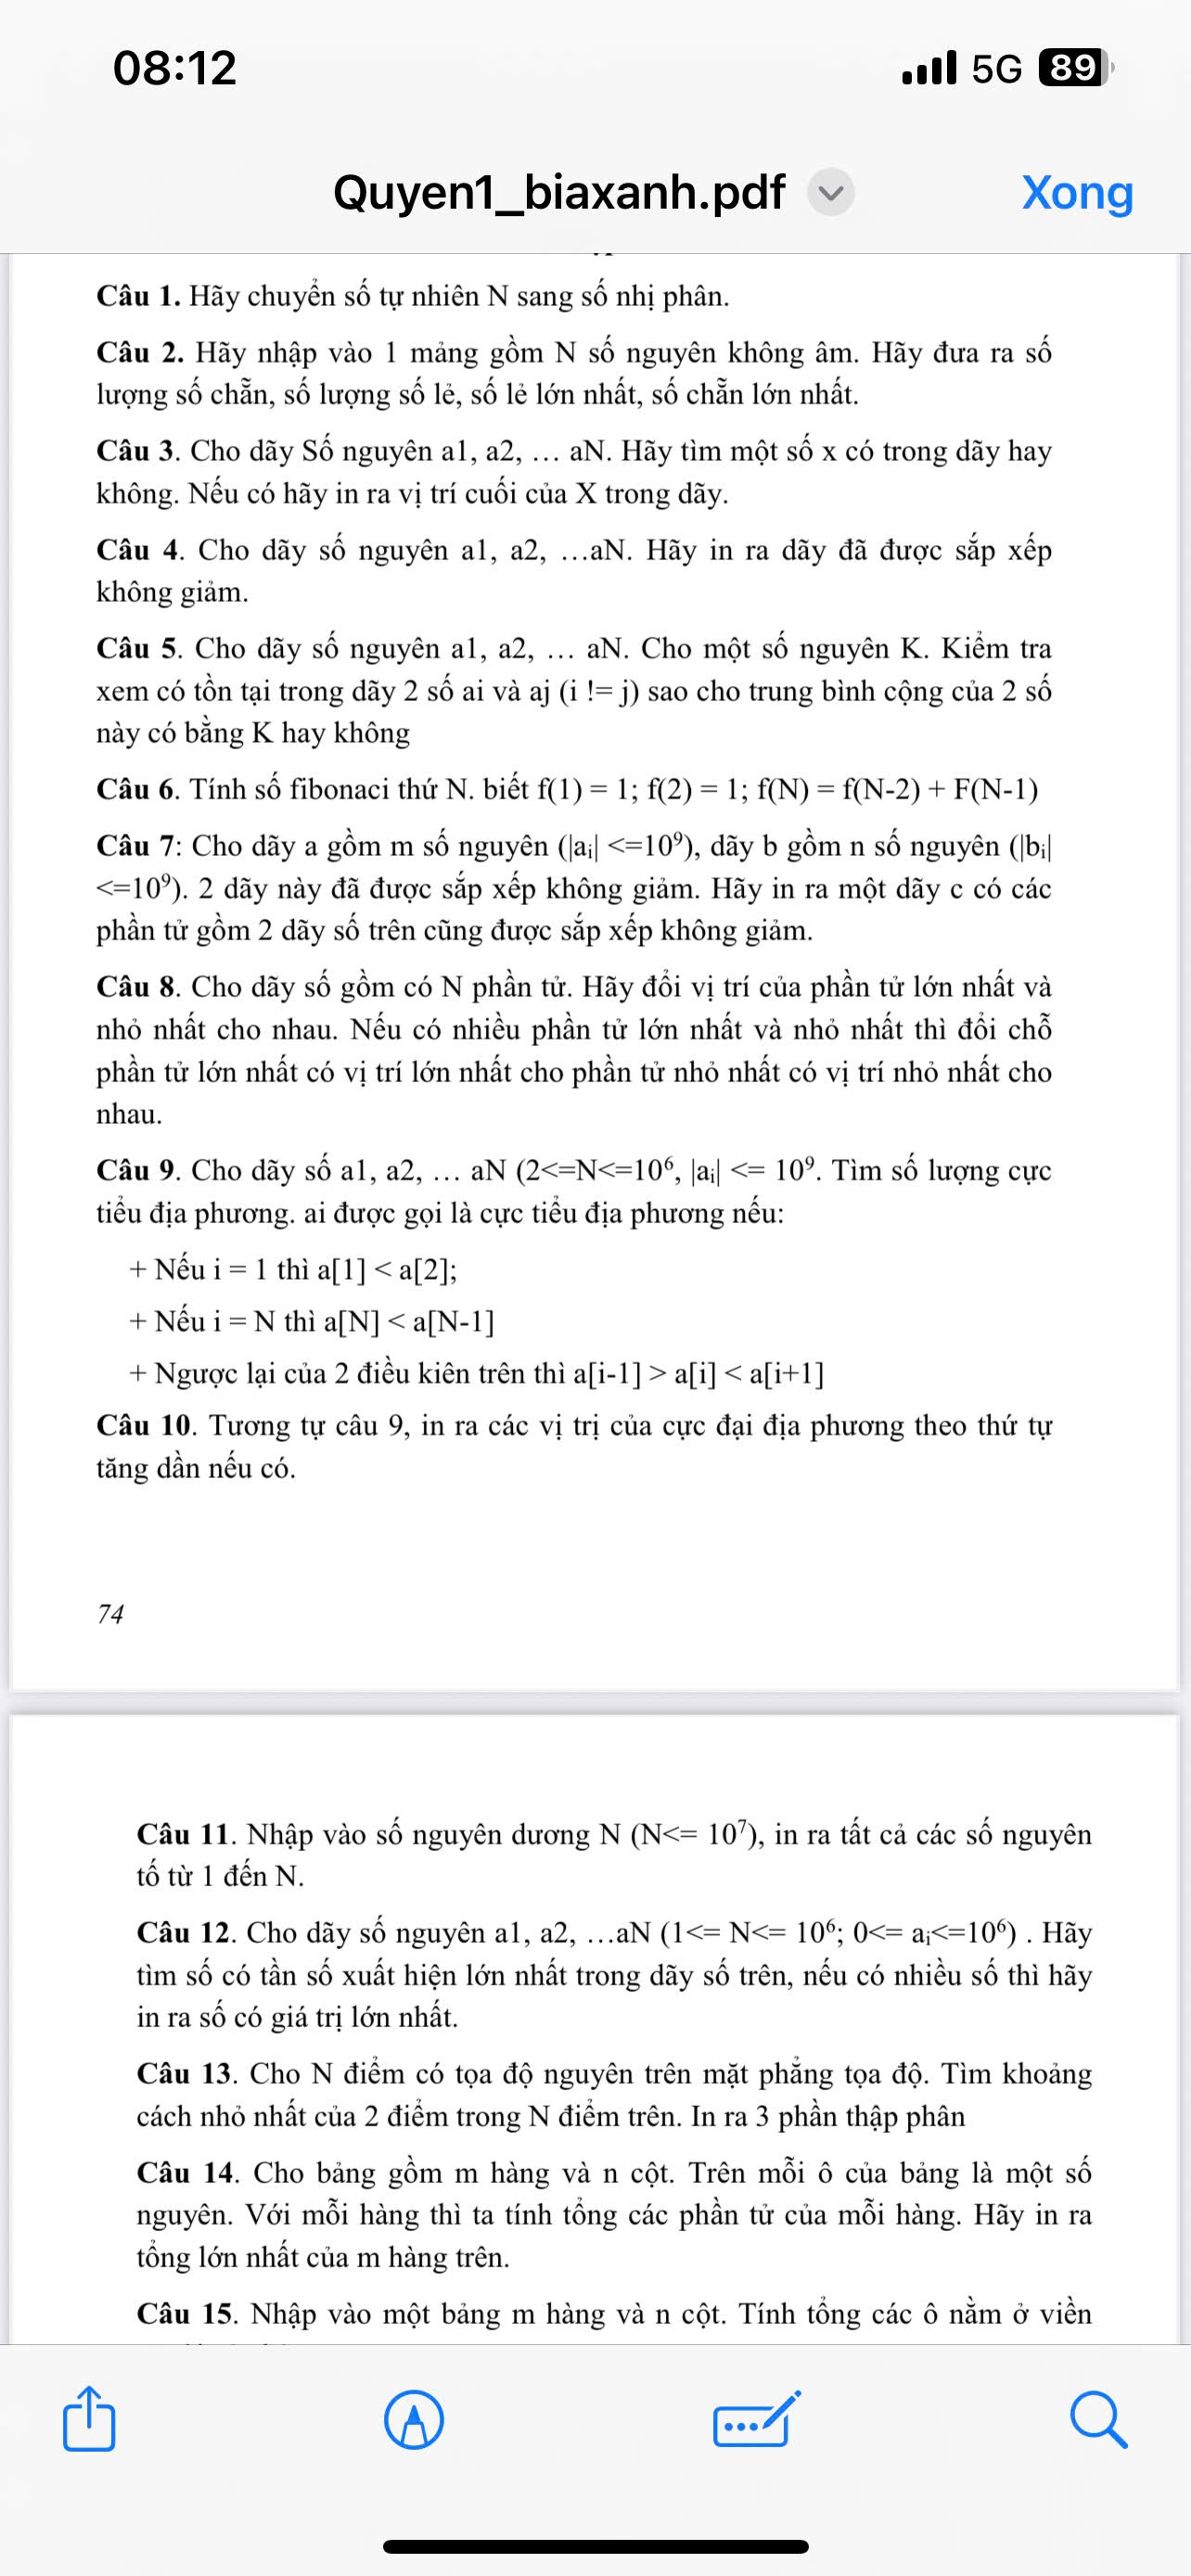 08:12
5G 89
Quyen1_biaxanh.pdf
Xong
Câu 1. Hãy chuyển số tự nhiên N sang số nhị phân.
Câu 2. Hãy nhập vào 1 mảng gồm N số nguyên không âm. Hãy đưa ra số
lượng số chẵn, số lượng số lẻ, số lẻ lớn nhất, số chẵn lớn nhất.
Câu 3. Cho dãy Số nguyên a1, a2, … aN. Hãy tìm một số x có trong dãy hay
không. Nếu có hãy in ra vị trí cuối của X trong dãy.
Câu 4. Cho dãy số nguyên a1, a2, …aN. Hãy in ra dãy đã được sắp xếp
không giảm.
Câu 5. Cho dãy số nguyên a1, a2, … aN. Cho một số nguyên K. Kiểm tra
xem có tồn tại trong dãy 2 số ai và aj (i != j) sao cho trung bình cộng của 2 số
này có bằng K hay không
Câu 6. Tính số fibonaci thứ N. biết f(1) = 1; f(2) = 1; f(N) = f(N-2) + F(N-1)
Câu 7: Cho dãy a gồm m số nguyên (|aᵢ| <=10⁹), dãy b gồm n số nguyên (|bᵢ|
<=10⁹). 2 dãy này đã được sắp xếp không giảm. Hãy in ra một dãy c có các
phần tử gồm 2 dãy số trên cũng được sắp xếp không giảm.
Câu 8. Cho dãy số gồm có N phần tử. Hãy đổi vị trí của phần tử lớn nhất và
nhỏ nhất cho nhau. Nếu có nhiều phần tử lớn nhất và nhỏ nhất thì đổi chỗ
phần tử lớn nhất có vị trí lớn nhất cho phần tử nhỏ nhất có vị trí nhỏ nhất cho
nhau.
Câu 9. Cho dãy số a1, a2, … aN (2<=N<=10⁶, |aᵢ| <= 10⁹. Tìm số lượng cực
tiểu địa phương. ai được gọi là cực tiểu địa phương nếu:
+ Nếu i = 1 thì a[1] < a[2];
+ Nếu i = N thì a[N] < a[N-1]
+ Ngược lại của 2 điều kiên trên thì a[i-1] > a[i] < a[i+1]
Câu 10. Tương tự câu 9, in ra các vị trị của cực đại địa phương theo thứ tự
tăng dần nếu có.
74
Câu 11. Nhập vào số nguyên dương N (N<= 10⁷), in ra tất cả các số nguyên
tố từ 1 đến N.
Câu 12. Cho dãy số nguyên a1, a2, …aN (1<= N<= 10⁶; 0<= aᵢ<=10⁶) . Hãy
tìm số có tần số xuất hiện lớn nhất trong dãy số trên, nếu có nhiều số thì hãy
in ra số có giá trị lớn nhất.
Câu 13. Cho N điểm có tọa độ nguyên trên mặt phẳng tọa độ. Tìm khoảng
cách nhỏ nhất của 2 điểm trong N điểm trên. In ra 3 phần thập phân
Câu 14. Cho bảng gồm m hàng và n cột. Trên mỗi ô của bảng là một số
nguyên. Với mỗi hàng thì ta tính tổng các phần tử của mỗi hàng. Hãy in ra
tổng lớn nhất của m hàng trên.
Câu 15. Nhập vào một bảng m hàng và n cột. Tính tổng các ô nằm ở viền